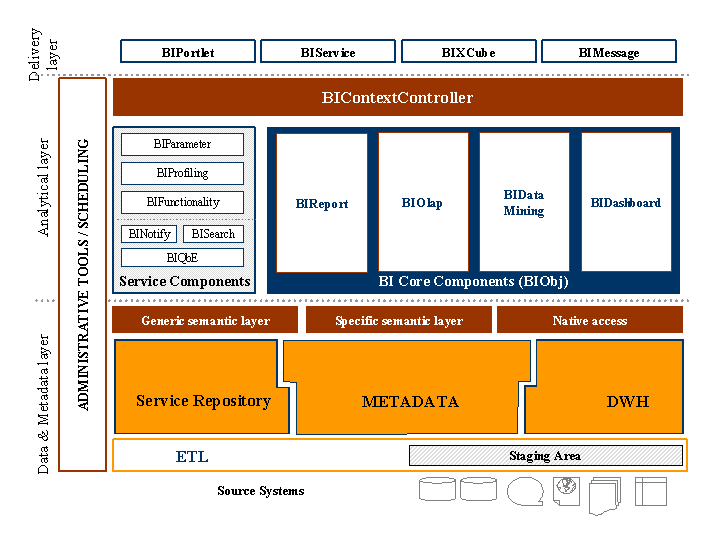 Delivery
layer
BIPortlet
BIService
BIXCube
BIMessage
BIContextController
Analytical layer
ADMINISTRATIVE TOOLS / SCHEDULING
BIParameter
BIProfiling
BIFunctionality
BINotify
BISearch
BIQbE
Service Components
BIReport
BIOlap
BIData
Mining
BIDashboard
BI Core Components (BIObj)
Data & Metadata layer
Generic semantic layer
Specific semantic layer
Native access
Service Repository
METADATA
DWH
ETL
Staging Area
Source Systems